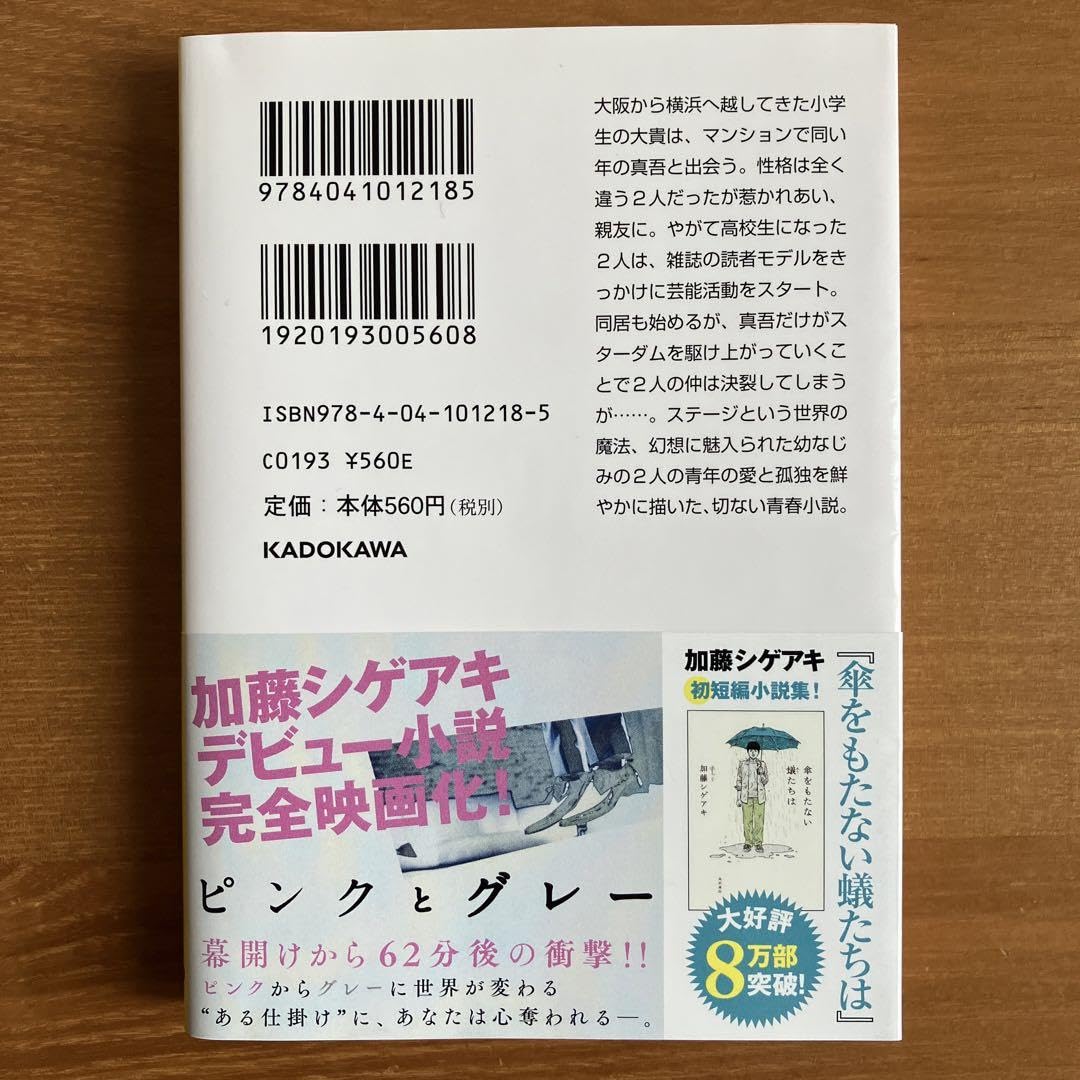 9784041012185
1920193005608
ISBN978-4-04-101218-5
C0193 ¥560E
定価：本体560円（税別）
KADOKAWA
大阪から横浜へ越してきた小学
生の大貴は、マンションで同い
年の真吾と出会う。性格は全く
違う２人だったが惹かれあい、
親友に。やがて高校生になった
２人は、雑誌の読者モデルをき
っかけに芸能活動をスタート。
同居も始めるが、真吾だけがス
ターダムを駆け上がっていくこ
とで２人の仲は決裂してしまう
が……。ステージという世界の
魔法、幻想に魅入られた幼なじ
みの２人の青年の愛と孤独を鮮
やかに描いた、切ない青春小説。
加藤シゲアキ
デビュー小説
完全映画化！
ピンクとグレー
幕開けから62分後の衝撃！！
ピンクからグレーに世界が変わる
“ある仕掛け”に、あなたは心奪われる―。
加藤シゲアキ
初短編小説集！
『傘をもたない蟻たちは』
傘をもたない
蟻たちは
加藤シゲアキ
大好評
8万部
突破！